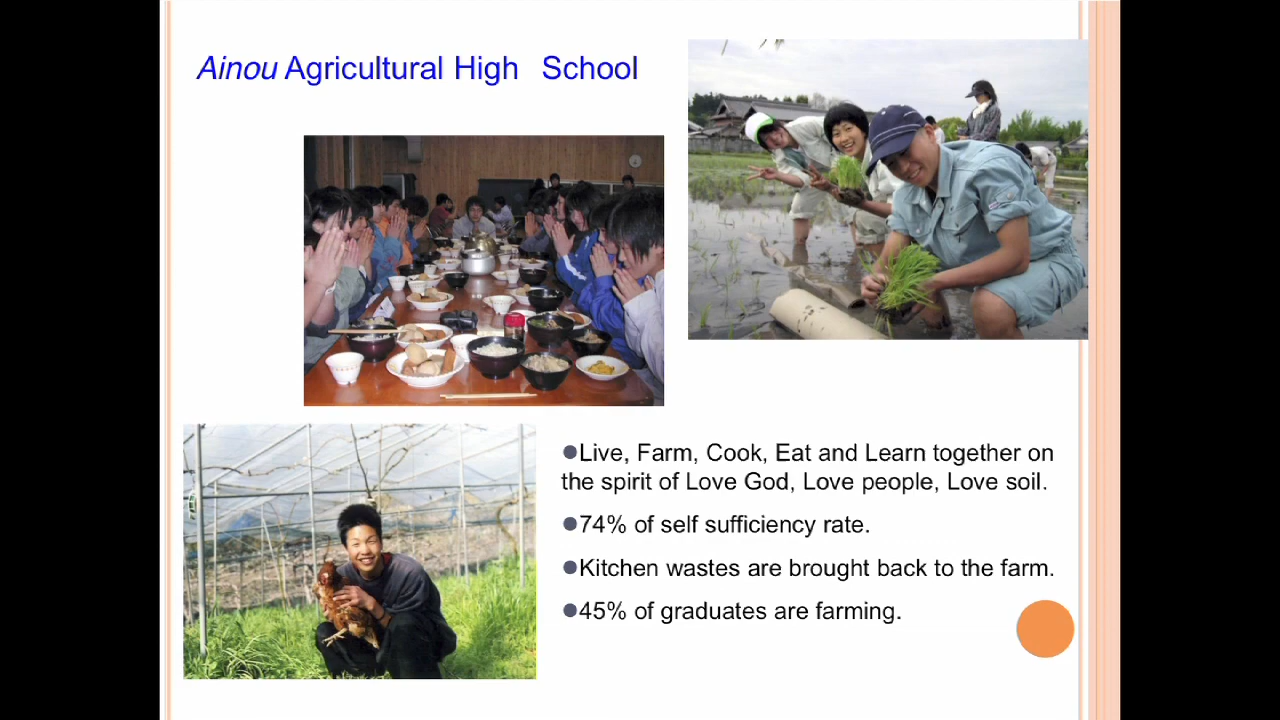 Ainou Agricultural High School
●Live, Farm, Cook, Eat and Learn together on
the spirit of Love God, Love people, Love soil.
●74% of self sufficiency rate.
●Kitchen wastes are brought back to the farm.
●45% of graduates are farming.